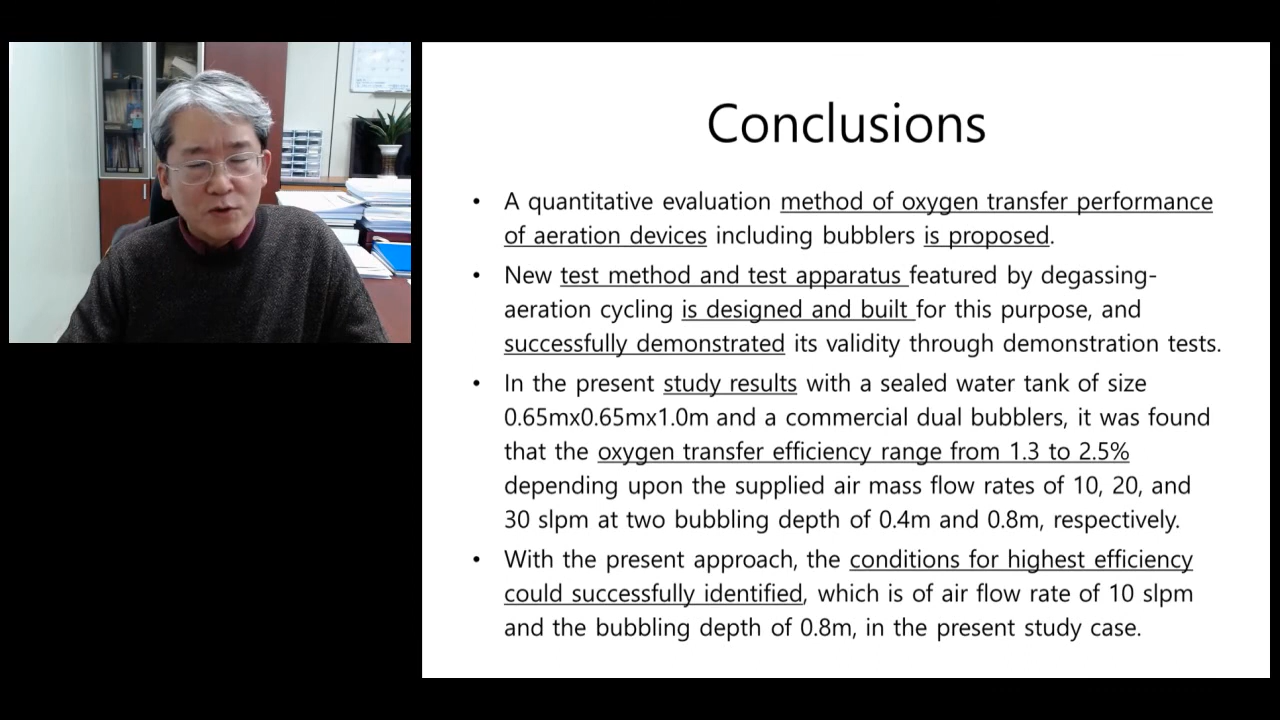 Conclusions
• A quantitative evaluation method of oxygen transfer performance
of aeration devices including bubblers is proposed.
• New test method and test apparatus featured by degassing-
aeration cycling is designed and built for this purpose, and
successfully demonstrated its validity through demonstration tests.
• In the present study results with a sealed water tank of size
0.65mx0.65mx1.0m and a commercial dual bubblers, it was found
that the oxygen transfer efficiency range from 1.3 to 2.5%
depending upon the supplied air mass flow rates of 10, 20, and
30 slpm at two bubbling depth of 0.4m and 0.8m, respectively.
• With the present approach, the conditions for highest efficiency
could successfully identified, which is of air flow rate of 10 slpm
and the bubbling depth of 0.8m, in the present study case.